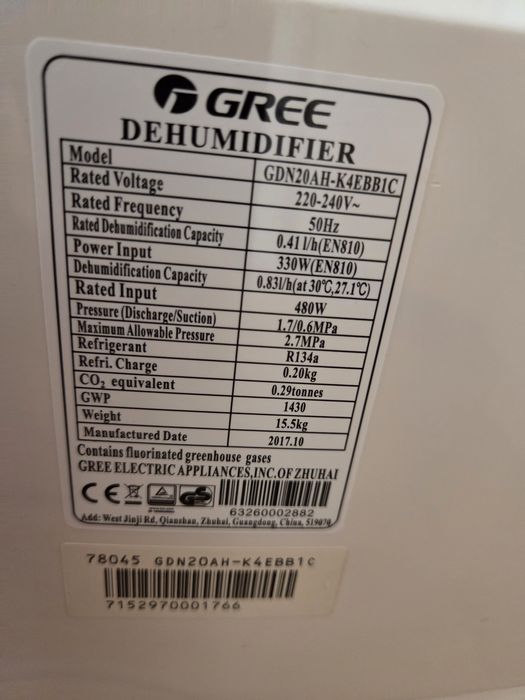 GREE
DEHUMIDIFIER
Model GDN20AH-K4EBB1C
Rated Voltage 220-240V~
Rated Frequency 50Hz
Rated Dehumidification Capacity 0.41 l/h(EN810)
Power Input 330W(EN810)
Dehumidification Capacity 0.83l/h(at 30°C,27.1°C)
Rated Input 480W
Pressure (Discharge/Suction) 1.7/0.6MPa
Maximum Allowable Pressure 2.7MPa
Refrigerant R134a
Refri. Charge 0.20kg
CO₂ equivalent 0.29tonnes
GWP 1430
Weight 15.5kg
Manufactured Date 2017.10
Contains fluorinated greenhouse gases
GREE ELECTRIC APPLIANCES,INC.OF ZHUHAI
CE GS
63260002882
Add: West Jinji Rd, Qianshan, Zhuhai, Guangdong, China, 519070
78045 GDN20AH-K4EBB1C
7152970001766